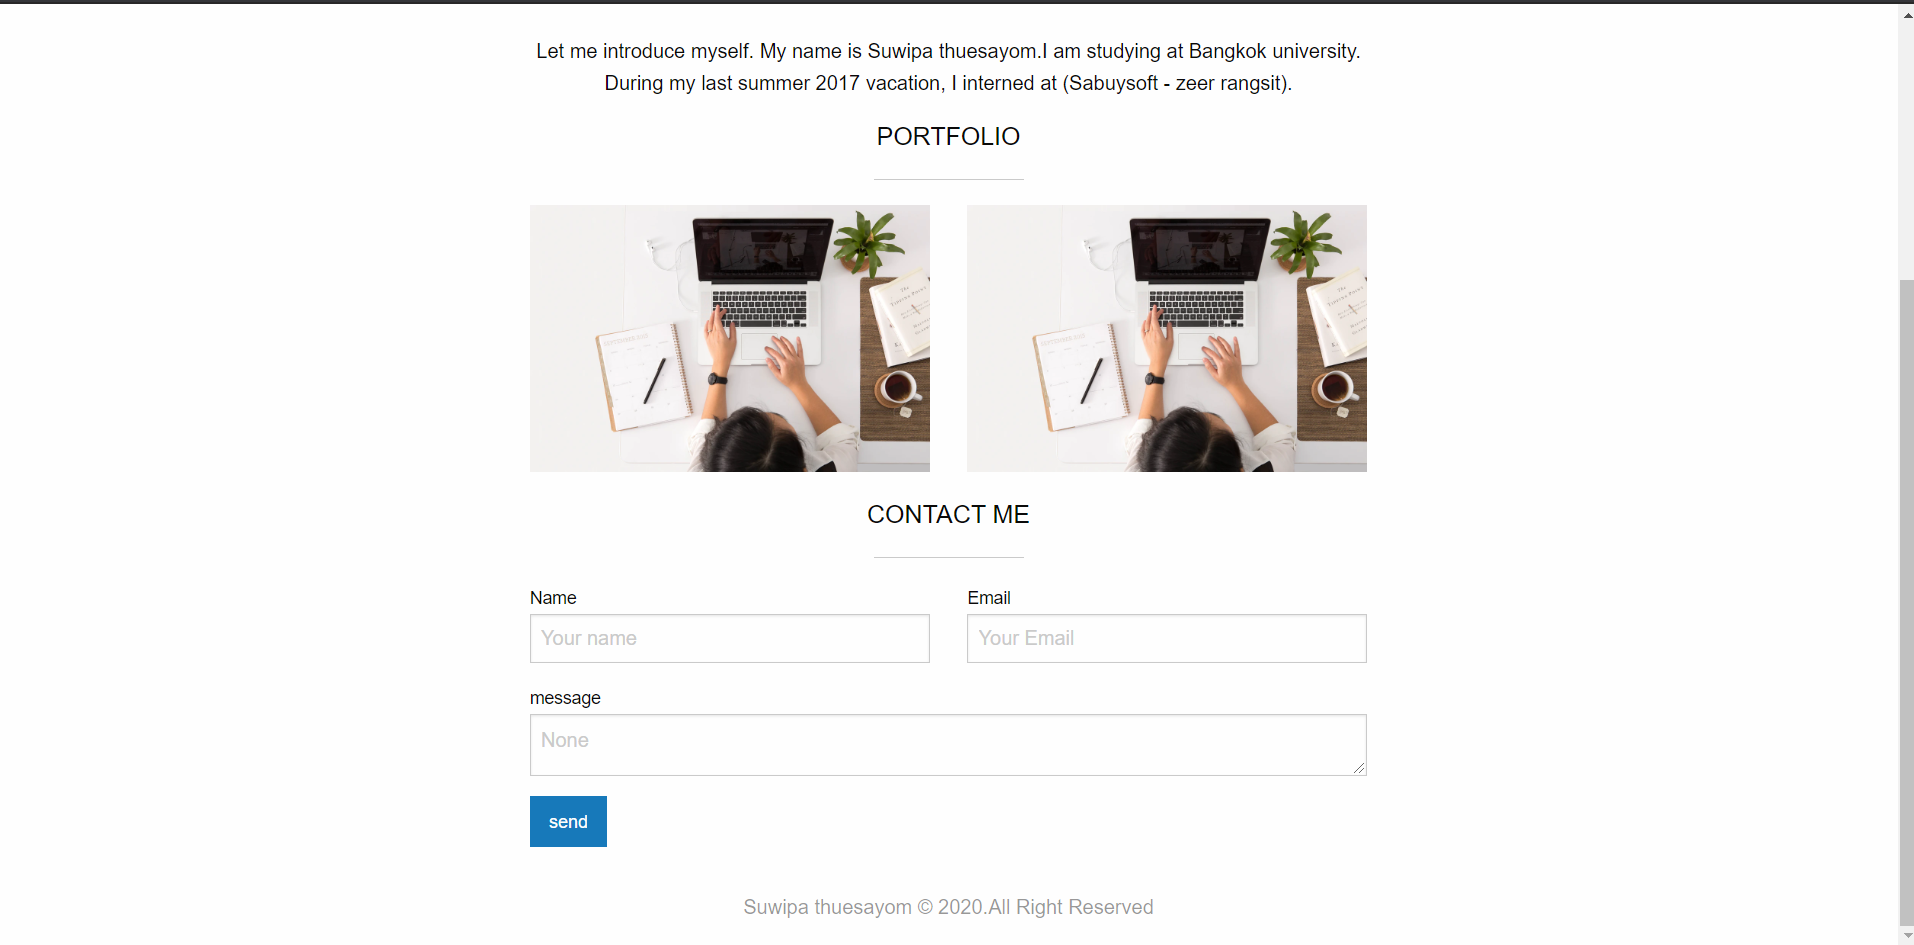 Let me introduce myself. My name is Suwipa thuesayom.I am studying at Bangkok university.
During my last summer 2017 vacation, I interned at (Sabuysoft - zeer rangsit).
PORTFOLIO
CONTACT ME
Name
Email
Your name
Your Email
message
None
send
Suwipa thuesayom © 2020.All Right Reserved